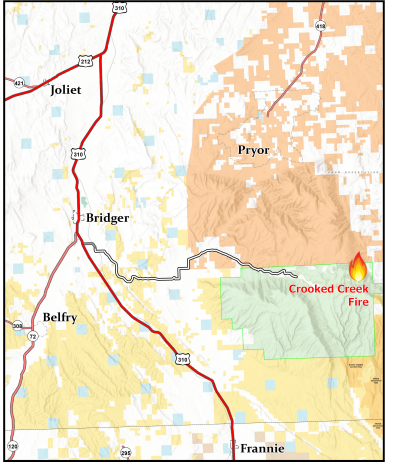 310
418
212
421
Joliet
310
Pryor
Bridger
Crooked Creek
Fire
Belfry
308
72
310
120
295
Frannie